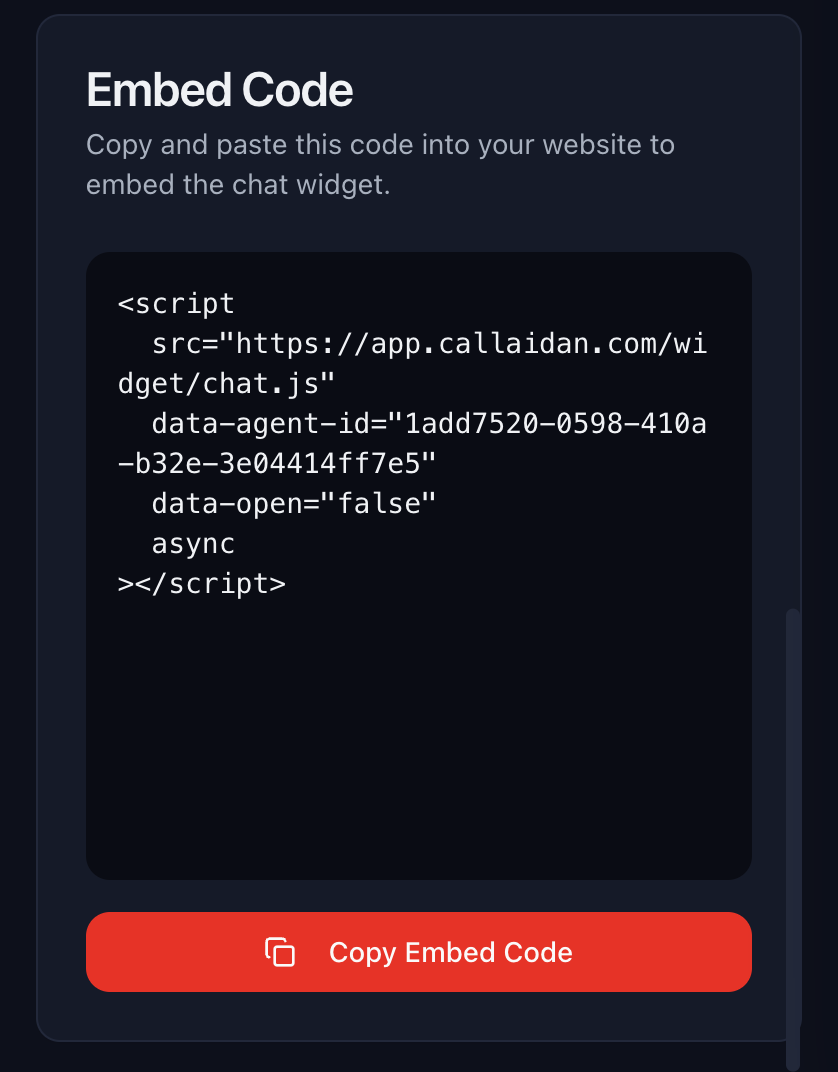 Embed Code
Copy and paste this code into your website to
embed the chat widget.
<script
  src="https://app.callaidan.com/wi
dget/chat.js"
  data-agent-id="1add7520-0598-410a
-b32e-3e04414ff7e5"
  data-open="false"
  async
></script>
Copy Embed Code